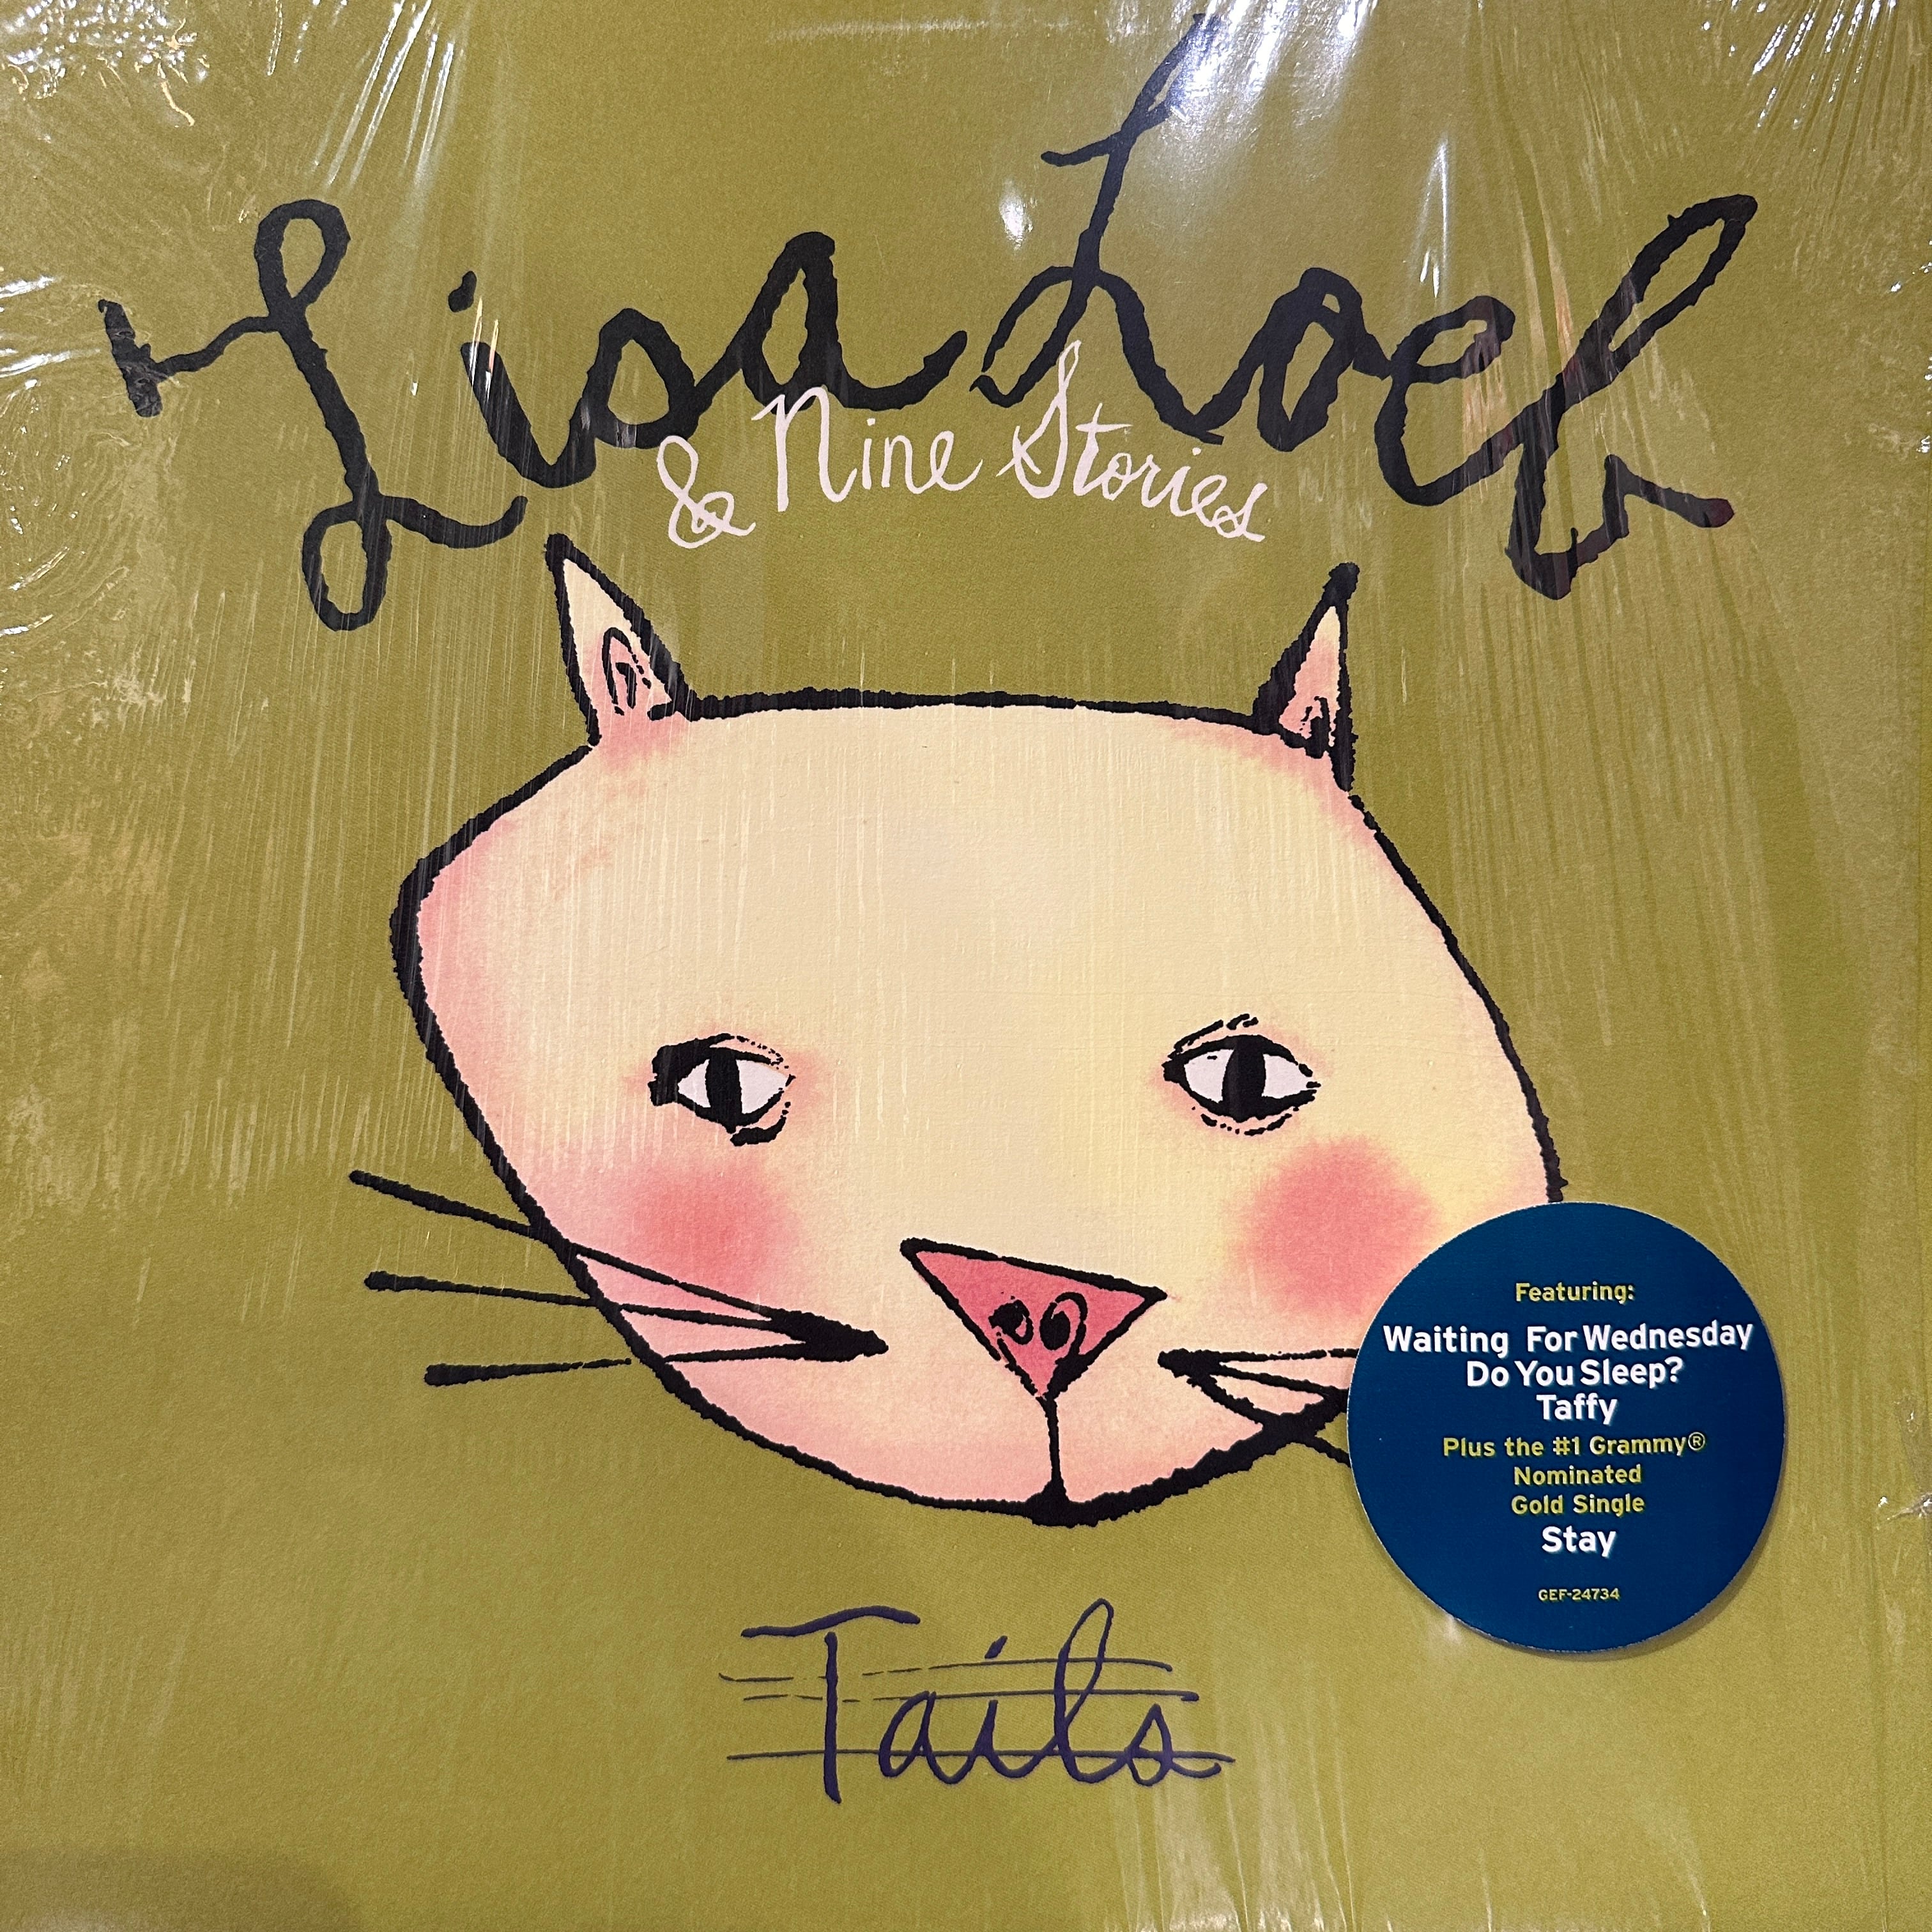 Lisa Loeb
& Nine Stories
Featuring:
Waiting For Wednesday
Do You Sleep?
Taffy
Plus the #1 Grammy®
Nominated
Gold Single
Stay
GEF-24734
Tails